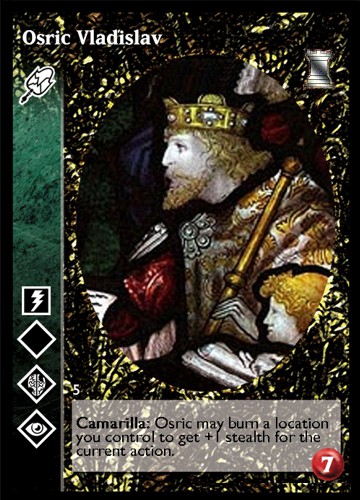 Osric Vladislav
5
Camarilla: Osric may burn a location
you control to get +1 stealth for the
current action.
7